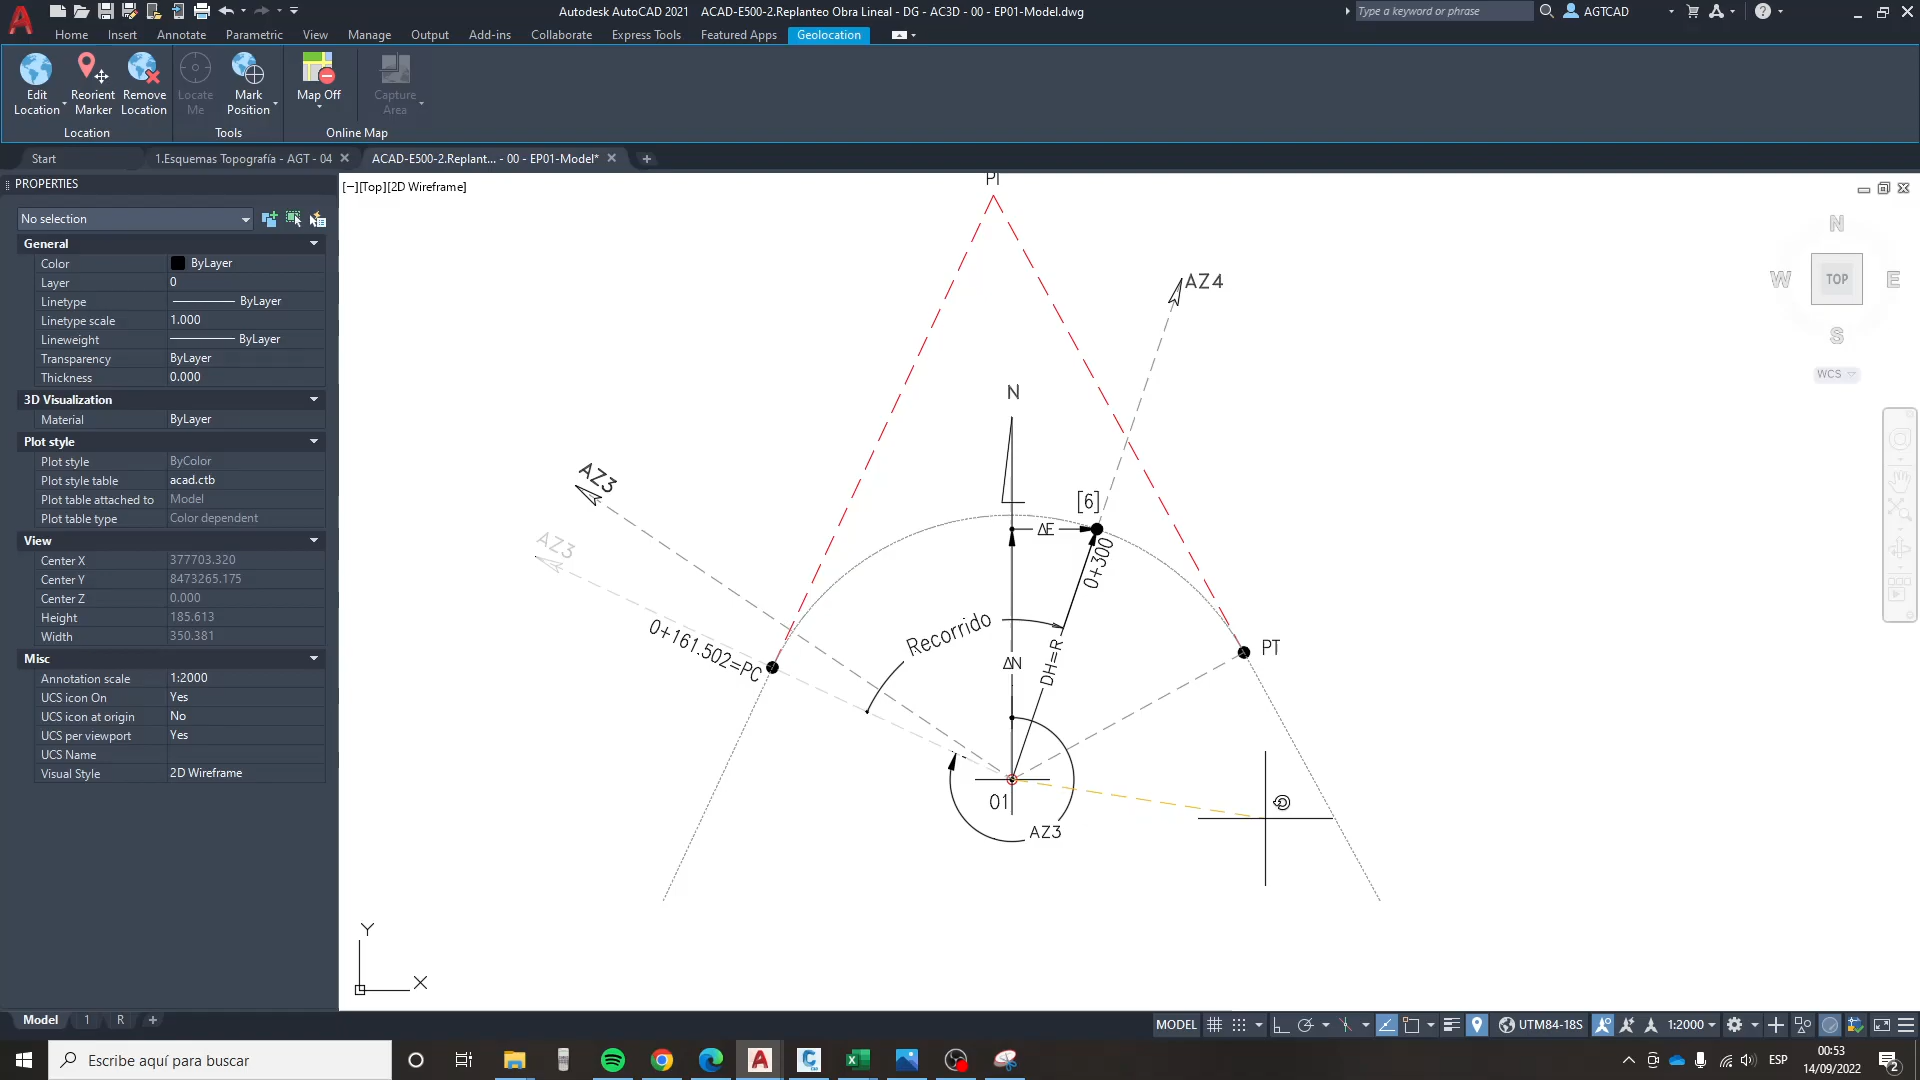 Autodesk AutoCAD 2021 ACAD-E500-2.Replanteo Obra Lineal - DG - AC3D - 00 - EP01-Model.dwg
Type a keyword or phrase
AGTCAD
Home Insert Annotate Parametric View Manage Output Add-ins Collaborate Express Tools Featured Apps Geolocation
Edit Location
Reorient Marker
Remove Location
Locate Me
Mark Position
Map Off
Capture Area
Location Tools Online Map
Start
1.Esquemas Topografía - AGT - 04
ACAD-E500-2.Replant... - 00 - EP01-Model*
PROPERTIES
No selection
General
Color ByLayer
Layer 0
Linetype ByLayer
Linetype scale 1.000
Lineweight ByLayer
Transparency ByLayer
Thickness 0.000
3D Visualization
Material ByLayer
Plot style
Plot style ByColor
Plot style table acad.ctb
Plot table attached to Model
Plot table type Color dependent
View
Center X 377703.320
Center Y 8473265.175
Center Z 0.000
Height 185.613
Width 350.381
Misc
Annotation scale 1:2000
UCS icon On Yes
UCS icon at origin No
UCS per viewport Yes
UCS Name
Visual Style 2D Wireframe
[−][Top][2D Wireframe]
PI
AZ4
N
AZ3
[6]
ΔE
AZ3
0+300
Recorrido
0+161.502=PC
ΔN
DH=R
PT
01
AZ3
Y
X
N
W TOP E
S
WCS
Model 1 R
MODEL
UTM84-18S
1:2000
Escribe aquí para buscar
ESP
00:53
14/09/2022
2